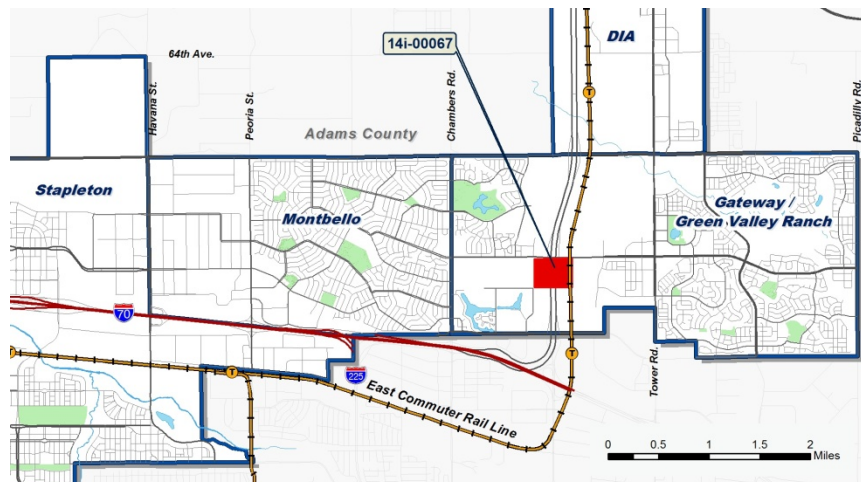 14i-00067
DIA
64th Ave.
Havana St.
Peoria St.
Chambers Rd.
Picadilly Rd.
Adams County
Stapleton
Montbello
Gateway /
Green Valley Ranch
70
T
T
T
T
225
East Commuter Rail Line
Tower Rd.
0 0.5 1 1.5 2
Miles